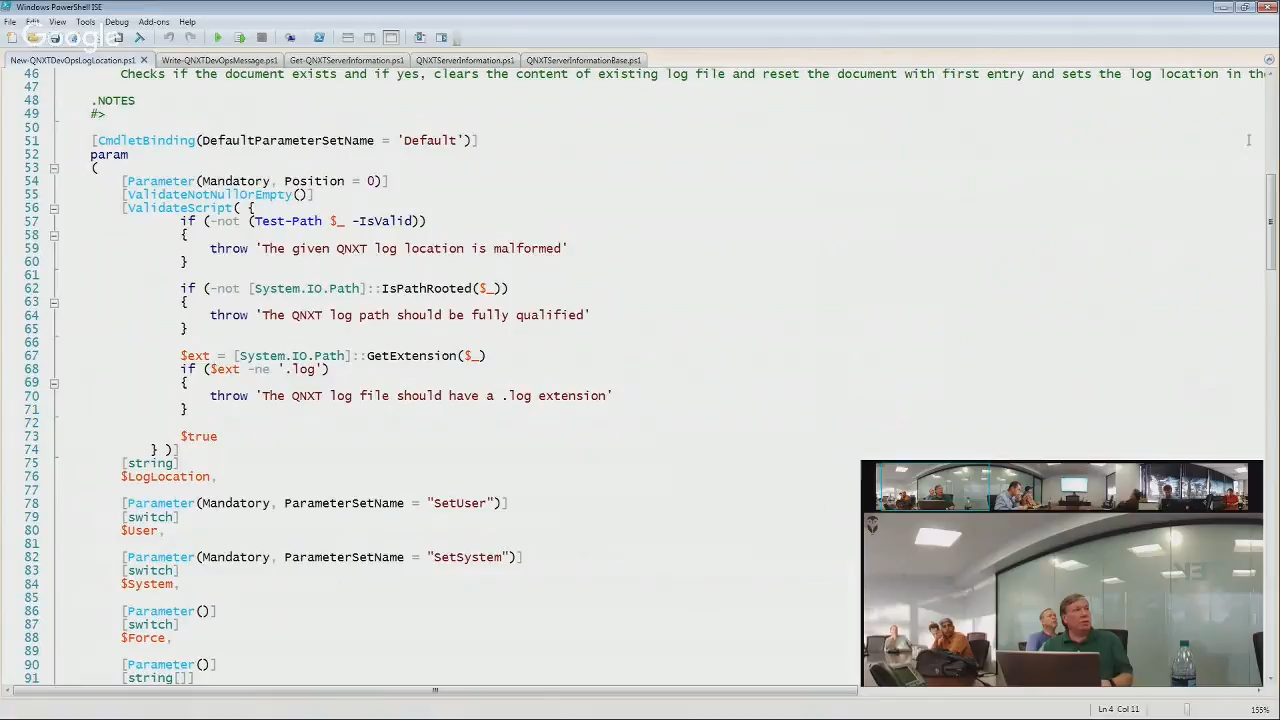 Windows PowerShell ISE
File Edit View Tools Debug Add-ons Help
Google
New-QNXTDevOpsLogLocation.ps1 Write-QNXTDevOpsMessage.ps1 Get-QNXTServerInformation.ps1 QNXTServerInformation.ps1 QNXTServerInformationBase.ps1
46 Checks if the document exists and if yes, clears the content of existing log file and reset the document with first entry and sets the log location in the
47
48 .NOTES
49 #>
50
51 [CmdletBinding(DefaultParameterSetName = 'Default')]
52 param
53 (
54 [Parameter(Mandatory, Position = 0)]
55 [ValidateNotNullOrEmpty()]
56 [ValidateScript( {
57 if (-not (Test-Path $_ -IsValid))
58 {
59 throw 'The given QNXT log location is malformed'
60 }
61
62 if (-not [System.IO.Path]::IsPathRooted($_))
63 {
64 throw 'The QNXT log path should be fully qualified'
65 }
66
67 $ext = [System.IO.Path]::GetExtension($_)
68 if ($ext -ne '.log')
69 {
70 throw 'The QNXT log file should have a .log extension'
71 }
72
73 $true
74 } )]
75 [string]
76 $LogLocation,
77
78 [Parameter(Mandatory, ParameterSetName = "SetUser")]
79 [switch]
80 $User,
81
82 [Parameter(Mandatory, ParameterSetName = "SetSystem")]
83 [switch]
84 $System,
85
86 [Parameter()]
87 [switch]
88 $Force,
89
90 [Parameter()]
91 [string[]]
Ln 4 Col 11 155%